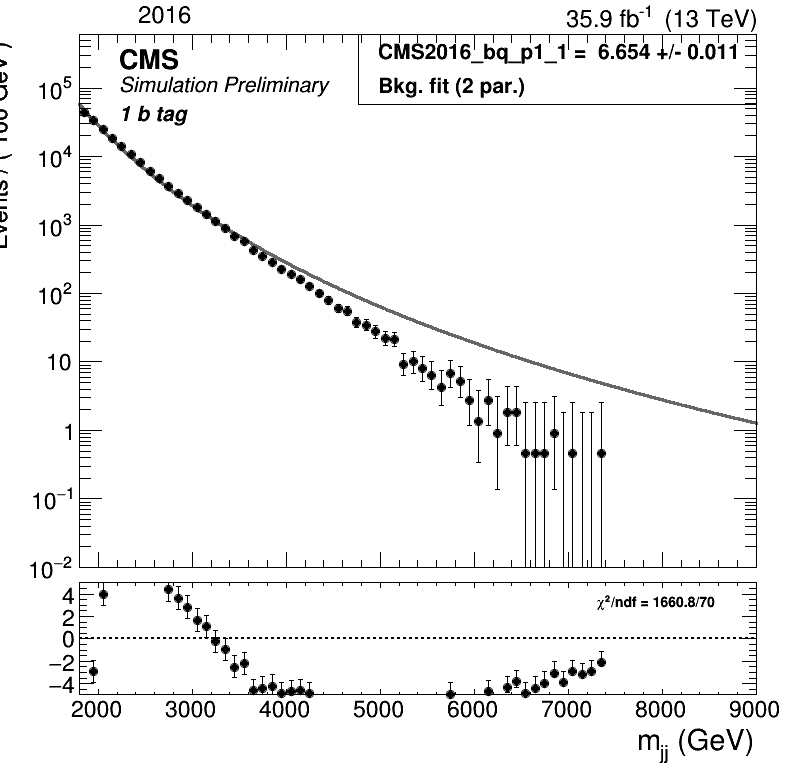 2016
35.9 fb⁻¹ (13 TeV)
CMS
Simulation Preliminary
1 b tag
CMS2016_bq_p1_1 = 6.654 +/- 0.011
Bkg. fit (2 par.)
Events / ( 100 GeV )
10⁵
10⁴
10³
10²
10
1
10⁻¹
10⁻²
χ²/ndf = 1660.8/70
4
2
0
−2
−4
2000 3000 4000 5000 6000 7000 8000 9000
m_jj (GeV)